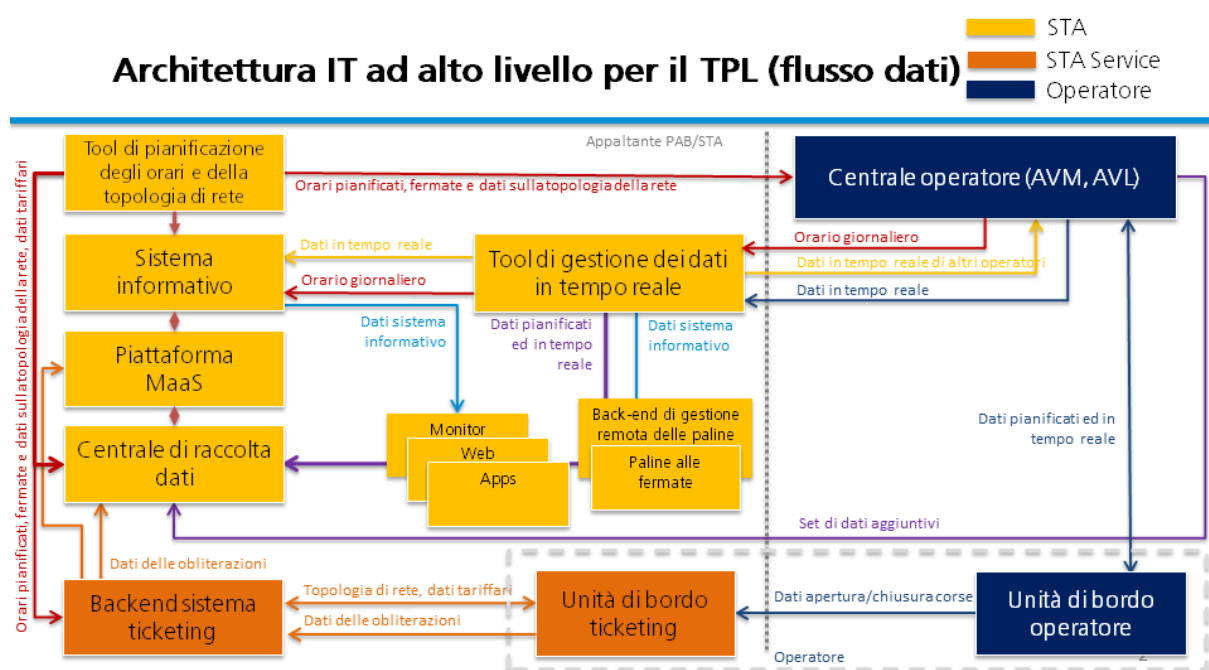 STA
STA Service
Operatore
Architettura IT ad alto livello per il TPL (flusso dati)
Appaltante PAB/STA
Tool di pianificazione
degli orari e della
topologia di rete
Orari pianificati, fermate e dati sulla topologia della rete
Centrale operatore (AVM, AVL)
Orari pianificati, fermate e dati sulla topologia della rete, dati tariffari
Sistema
informativo
Dati in tempo reale
Orario giornaliero
Tool di gestione dei dati
in tempo reale
Orario giornaliero
Dati in tempo reale di altri operatori
Dati in tempo reale
Dati sistema
informativo
Dati pianificati
ed in tempo
reale
Dati sistema
informativo
Piattaforma
MaaS
Monitor
Web
Apps
Back-end di gestione
remota delle paline
Paline alle
fermate
Dati pianificati ed in
tempo reale
Centrale di raccolta
dati
Set di dati aggiuntivi
Dati delle obliterazioni
Backend sistema
ticketing
Topologia di rete, dati tariffari
Dati delle obliterazioni
Unità di bordo
ticketing
Dati apertura/chiusura corse
Unità di bordo
operatore
Operatore